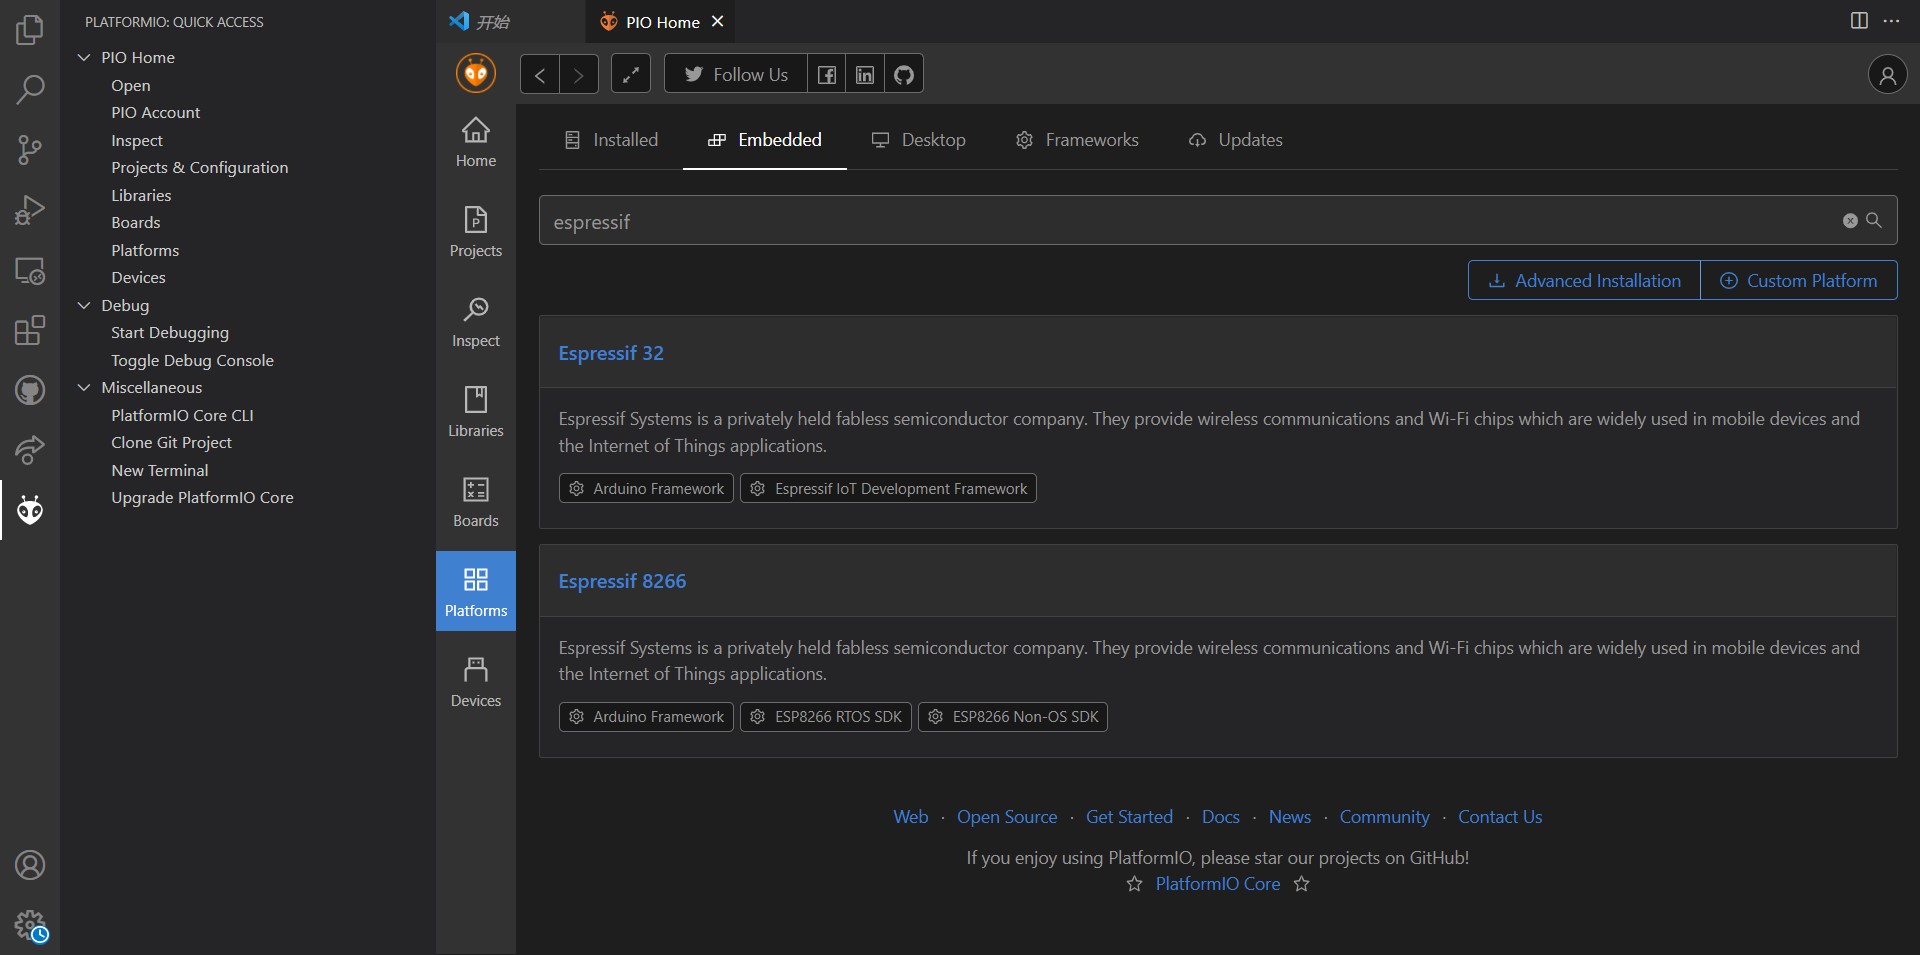 PLATFORMIO: QUICK ACCESS
PIO Home
Open
PIO Account
Inspect
Projects & Configuration
Libraries
Boards
Platforms
Devices
Debug
Start Debugging
Toggle Debug Console
Miscellaneous
PlatformIO Core CLI
Clone Git Project
New Terminal
Upgrade PlatformIO Core
开始
PIO Home
Follow Us
Home
Projects
Inspect
Libraries
Boards
Platforms
Devices
Installed
Embedded
Desktop
Frameworks
Updates
espressif
Advanced Installation
Custom Platform
Espressif 32
Espressif Systems is a privately held fabless semiconductor company. They provide wireless communications and Wi-Fi chips which are widely used in mobile devices and
the Internet of Things applications.
Arduino Framework
Espressif IoT Development Framework
Espressif 8266
Espressif Systems is a privately held fabless semiconductor company. They provide wireless communications and Wi-Fi chips which are widely used in mobile devices and
the Internet of Things applications.
Arduino Framework
ESP8266 RTOS SDK
ESP8266 Non-OS SDK
Web · Open Source · Get Started · Docs · News · Community · Contact Us
If you enjoy using PlatformIO, please star our projects on GitHub!
☆ PlatformIO Core ☆